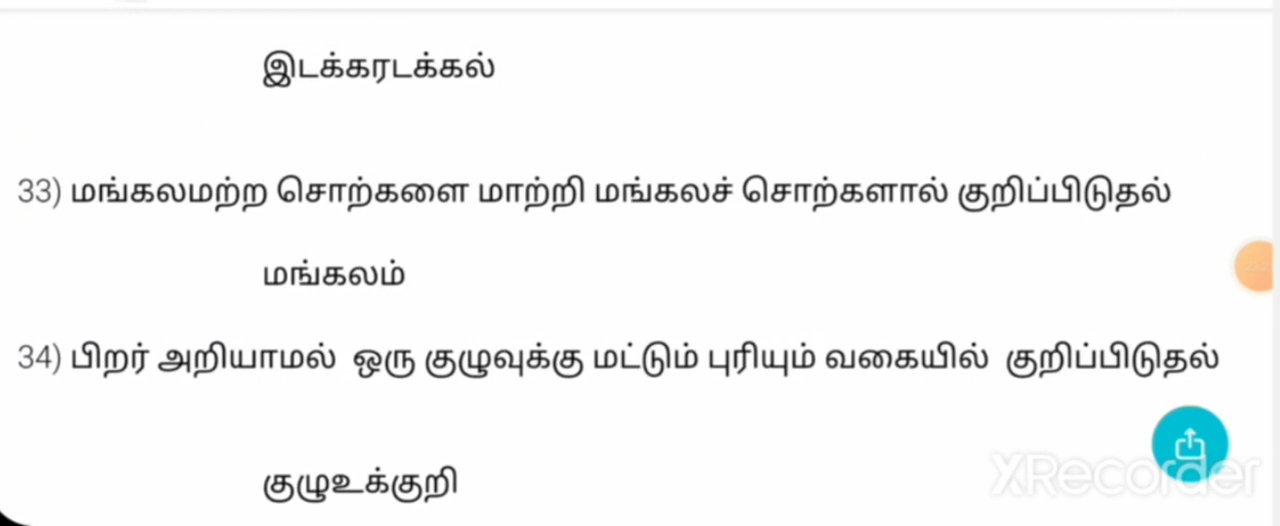 இடக்கரடக்கல்
33) மங்கலமற்ற சொற்களை மாற்றி மங்கலச் சொற்களால் குறிப்பிடுதல்
மங்கலம்
34) பிறர் அறியாமல் ஒரு குழுவுக்கு மட்டும் புரியும் வகையில் குறிப்பிடுதல்
குழுஉக்குறி
XRecorder